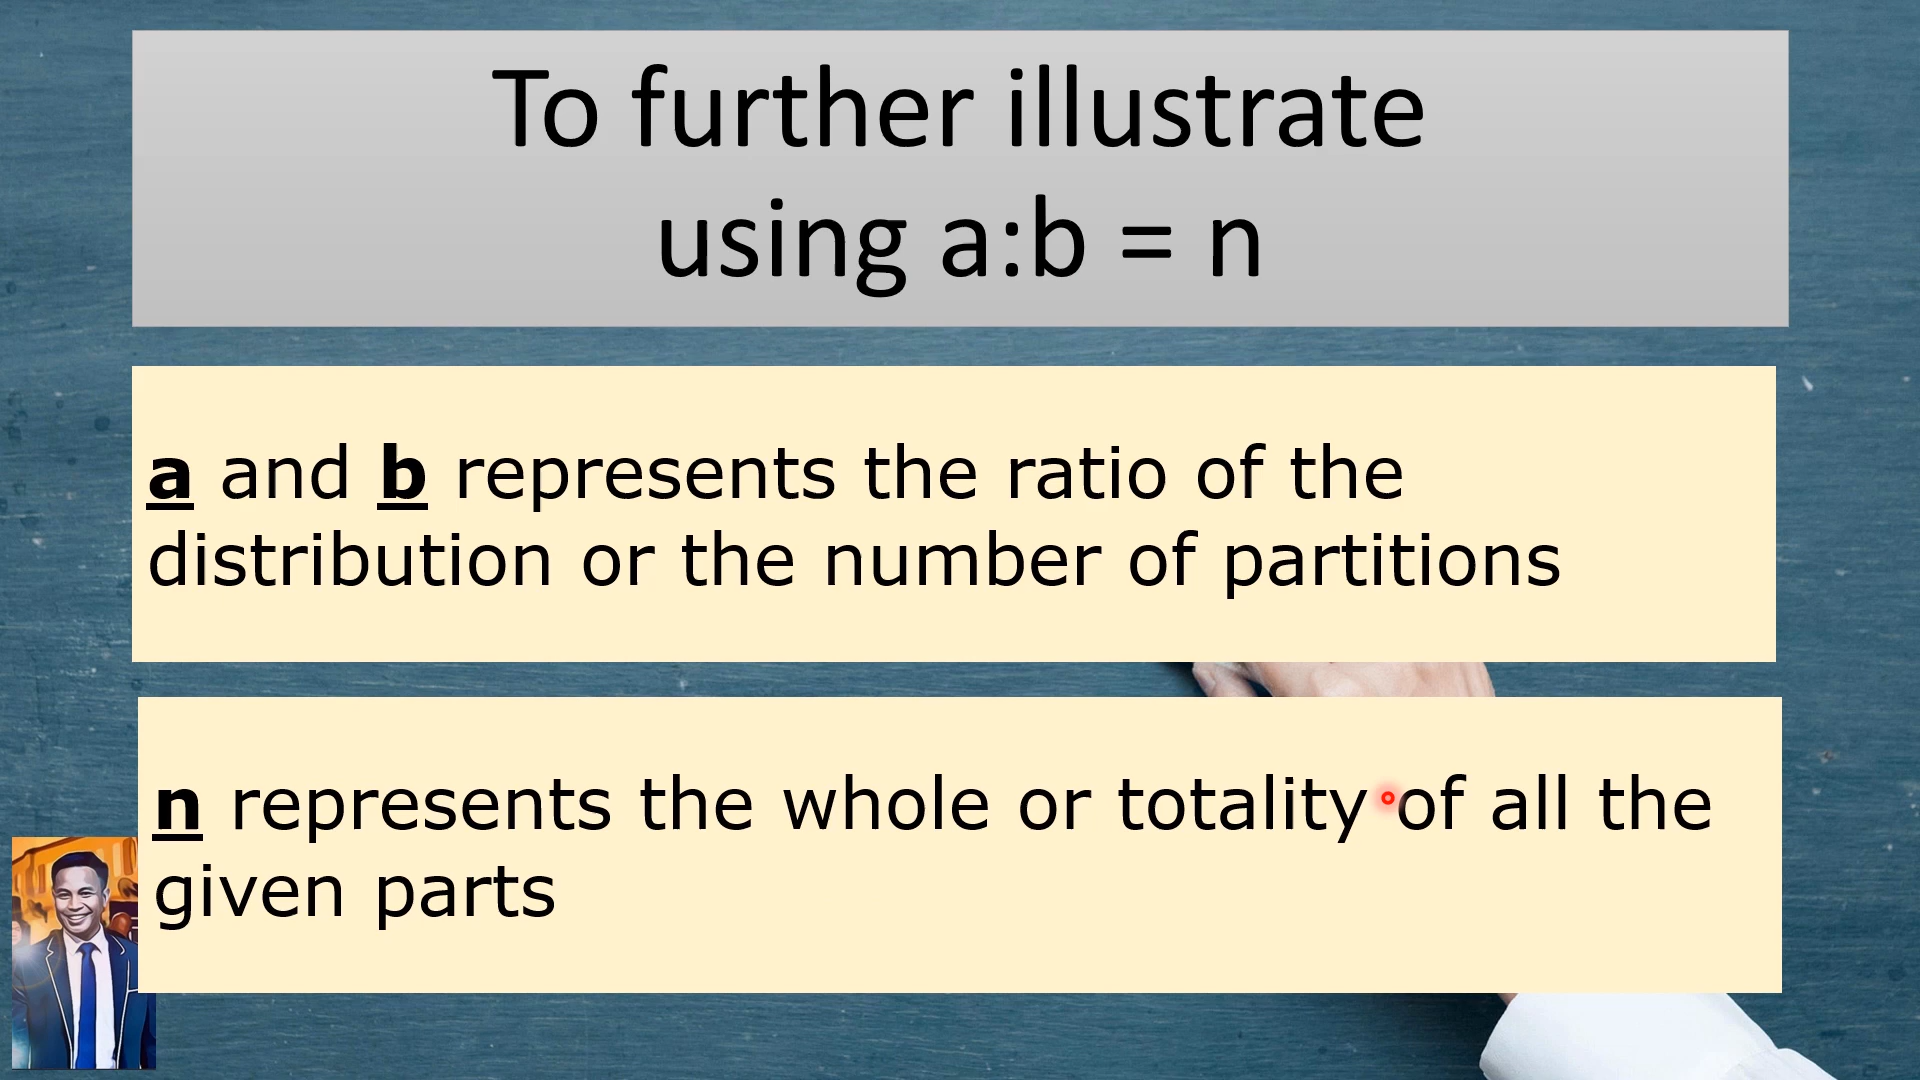 To further illustrate
using a:b = n
a and b represents the ratio of the
distribution or the number of partitions
n represents the whole or totality of all the
given parts